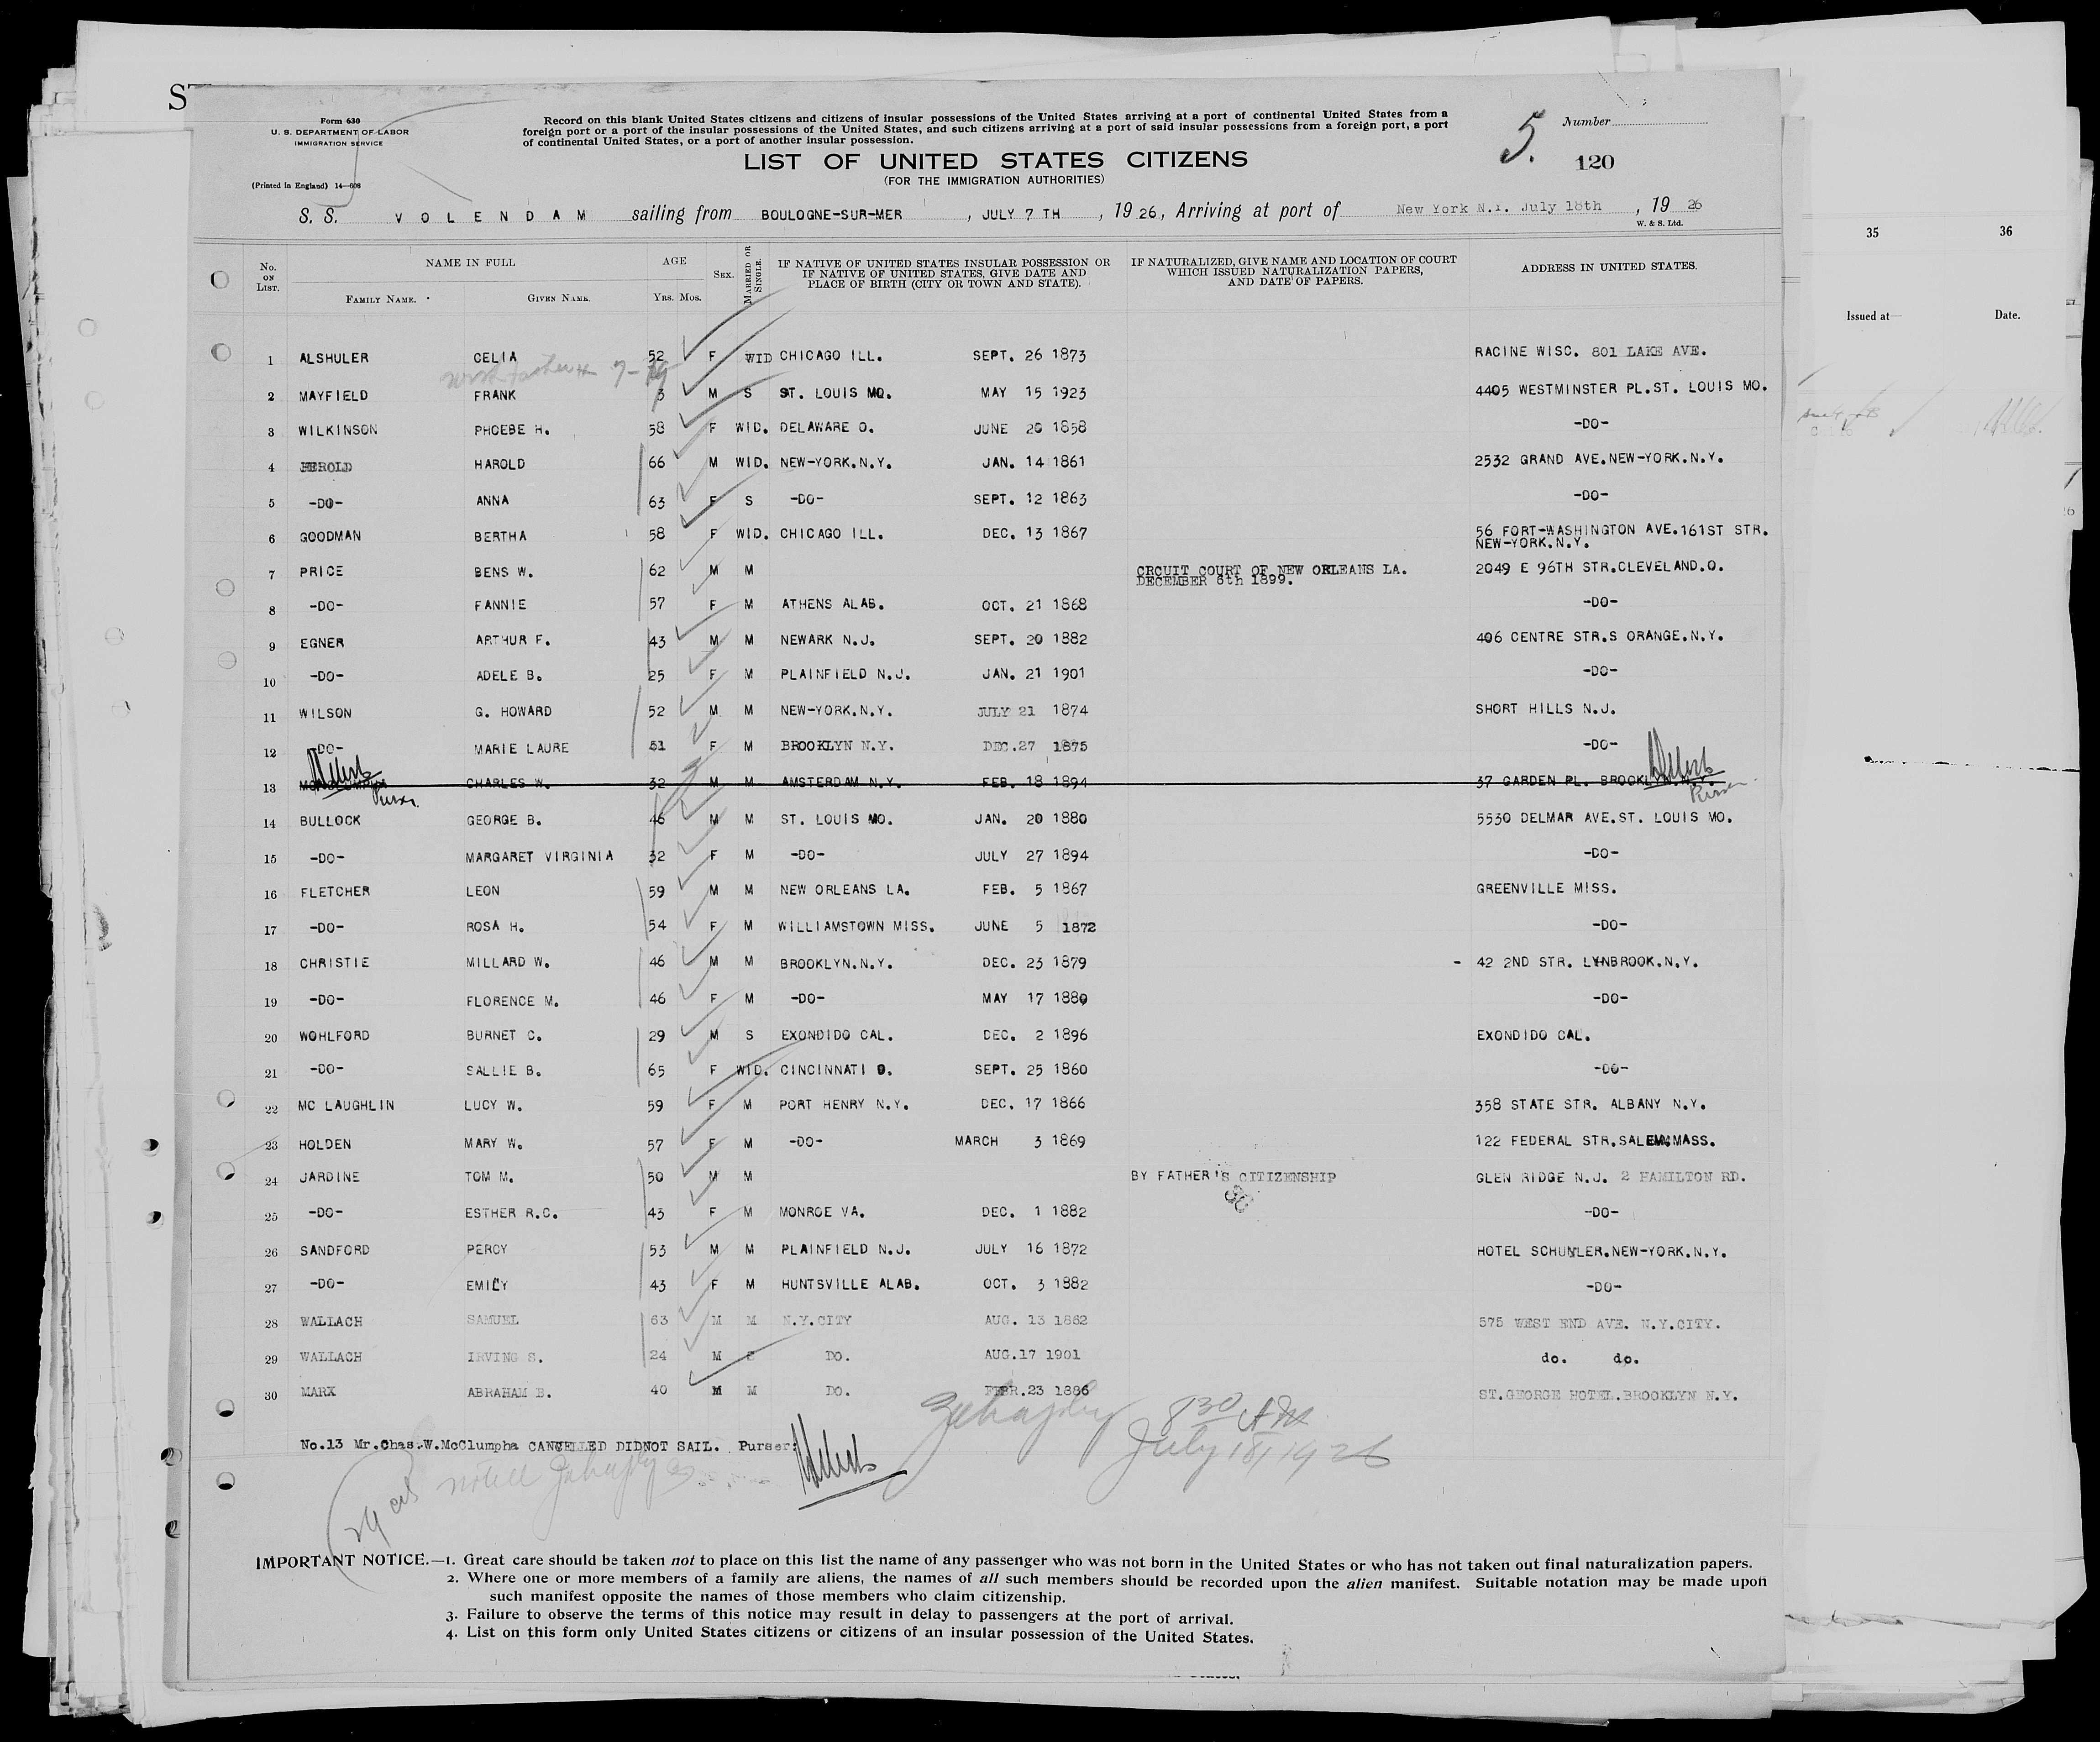 S
Form 630
U. S. DEPARTMENT OF LABOR
IMMIGRATION SERVICE
(Printed in England) 14—608
Record on this blank United States citizens and citizens of insular possessions of the United States arriving at a port of continental United States from a
foreign port or a port of the insular possessions of the United States, and such citizens arriving at a port of said insular possessions from a foreign port, a port
of continental United States, or a port of another insular possession.
5.
Number
120
LIST OF UNITED STATES CITIZENS
(FOR THE IMMIGRATION AUTHORITIES)
S. S. VOLENDAM sailing from BOULOGNE-SUR-MER, JULY 7 TH, 1926, Arriving at port of New York N.Y. July 18th, 19 26
W. & S. Ltd.
35 36
No. ON LIST. NAME IN FULL FAMILY NAME. GIVEN NAME. AGE YRS. MOS. SEX. MARRIED OR SINGLE. IF NATIVE OF UNITED STATES INSULAR POSSESSION OR IF NATIVE OF UNITED STATES, GIVE DATE AND PLACE OF BIRTH (CITY OR TOWN AND STATE). IF NATURALIZED, GIVE NAME AND LOCATION OF COURT WHICH ISSUED NATURALIZATION PAPERS, AND DATE OF PAPERS. ADDRESS IN UNITED STATES.
Issued at— Date.
1 ALSHULER CELIA 52 F WID CHICAGO ILL. SEPT. 26 1873 RACINE WISC. 801 LAKE AVE.
2 MAYFIELD FRANK 3 M S ST. LOUIS MO. MAY 15 1923 4405 WESTMINSTER PL.ST. LOUIS MO.
3 WILKINSON PHOEBE H. 58 F WID. DELAWARE O. JUNE 20 1858 -DO-
4 HEROLD HAROLD 66 M WID. NEW-YORK.N.Y. JAN. 14 1861 2532 GRAND AVE.NEW-YORK.N.Y.
5 -DO- ANNA 63 F S -DO- SEPT. 12 1863 -DO-
6 GOODMAN BERTHA 58 F WID. CHICAGO ILL. DEC. 13 1867 56 FORT-WASHINGTON AVE.161ST STR.
NEW-YORK.N.Y.
7 PRICE BENS W. 62 M M CRCUIT COURT OF NEW ORLEANS LA. 2049 E 96TH STR.CLEVELAND.O.
DECEMBER 6th 1899.
8 -DO- FANNIE 57 F M ATHENS ALAB. OCT. 21 1868 -DO-
9 EGNER ARTHUR F. 43 M M NEWARK N.J. SEPT. 20 1882 406 CENTRE STR.S ORANGE.N.Y.
10 -DO- ADELE B. 25 F M PLAINFIELD N.J. JAN. 21 1901 -DO-
11 WILSON G. HOWARD 52 M M NEW-YORK.N.Y. JULY 21 1874 SHORT HILLS N.J.
12 -DO- MARIE LAURE 51 F M BROOKLYN N.Y. DEC.27 1875 -DO-
13 CHARLES W. 32 M M AMSTERDAM N.Y. FEB. 18 1894 37 GARDEN PL. BROOKLYN.N.Y.
Purser Purser
14 BULLOCK GEORGE B. 46 M M ST. LOUIS MO. JAN. 20 1880 5530 DELMAR AVE.ST. LOUIS MO.
15 -DO- MARGARET VIRGINIA 32 F M -DO- JULY 27 1894 -DO-
16 FLETCHER LEON 59 M M NEW ORLEANS LA. FEB. 5 1867 GREENVILLE MISS.
17 -DO- ROSA H. 54 F M WILLIAMSTOWN MISS. JUNE 5 1872 -DO-
18 CHRISTIE MILLARD W. 46 M M BROOKLYN.N.Y. DEC. 23 1879 - 42 2ND STR. LYNBROOK.N.Y.
19 -DO- FLORENCE M. 46 F M -DO- MAY 17 1880 -DO-
20 WOHLFORD BURNET C. 29 M S EXONDIDO CAL. DEC. 2 1896 EXONDIDO CAL.
21 -DO- SALLIE B. 65 F WID. CINCINNATI O. SEPT. 25 1860 -DO-
22 MC LAUGHLIN LUCY W. 59 F M PORT HENRY N.Y. DEC. 17 1866 358 STATE STR. ALBANY N.Y.
23 HOLDEN MARY W. 57 F M -DO- MARCH 3 1869 122 FEDERAL STR.SALEM.MASS.
24 JARDINE TOM M. 50 M M BY FATHER'S CITIZENSHIP GLEN RIDGE N.J. 2 HAMILTON RD.
25 -DO- ESTHER R.C. 43 F M MONROE VA. DEC. 1 1882 -DO-
26 SANDFORD PERCY 53 M M PLAINFIELD N.J. JULY 16 1872 HOTEL SCHUYLER.NEW-YORK.N.Y.
27 -DO- EMILY 43 F M HUNTSVILLE ALAB. OCT. 3 1882 -DO-
28 WALLACH SAMUEL 63 M M N.Y.CITY AUG. 13 1862 575 WEST END AVE. N.Y.CITY.
29 WALLACH IRVING S. 24 M S DO. AUG.17 1901 do. do.
30 MARX ABRAHAM B. 40 M M DO. 23 1886 ST.GEORGE HOTEL.BROOKLYN N.Y.
8 30 AM
July 18/1926
No.13 Mr.Chas.W.McClumpha CANCELLED DIDNOT SAIL. Purser:
IMPORTANT NOTICE.—1. Great care should be taken not to place on this list the name of any passenger who was not born in the United States or who has not taken out final naturalization papers.
2. Where one or more members of a family are aliens, the names of all such members should be recorded upon the alien manifest. Suitable notation may be made upon
such manifest opposite the names of those members who claim citizenship.
3. Failure to observe the terms of this notice may result in delay to passengers at the port of arrival.
4. List on this form only United States citizens or citizens of an insular possession of the United States.